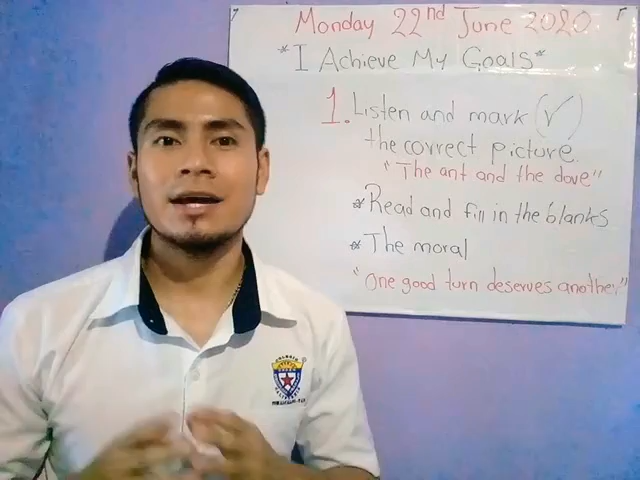 Monday 22nd June 2020
*I Achieve My Goals*
1. Listen and mark (✓)
the correct picture.
"The ant and the dove"
*Read and fill in the blanks
*The moral
"One good turn deserves another"
COLEGIO